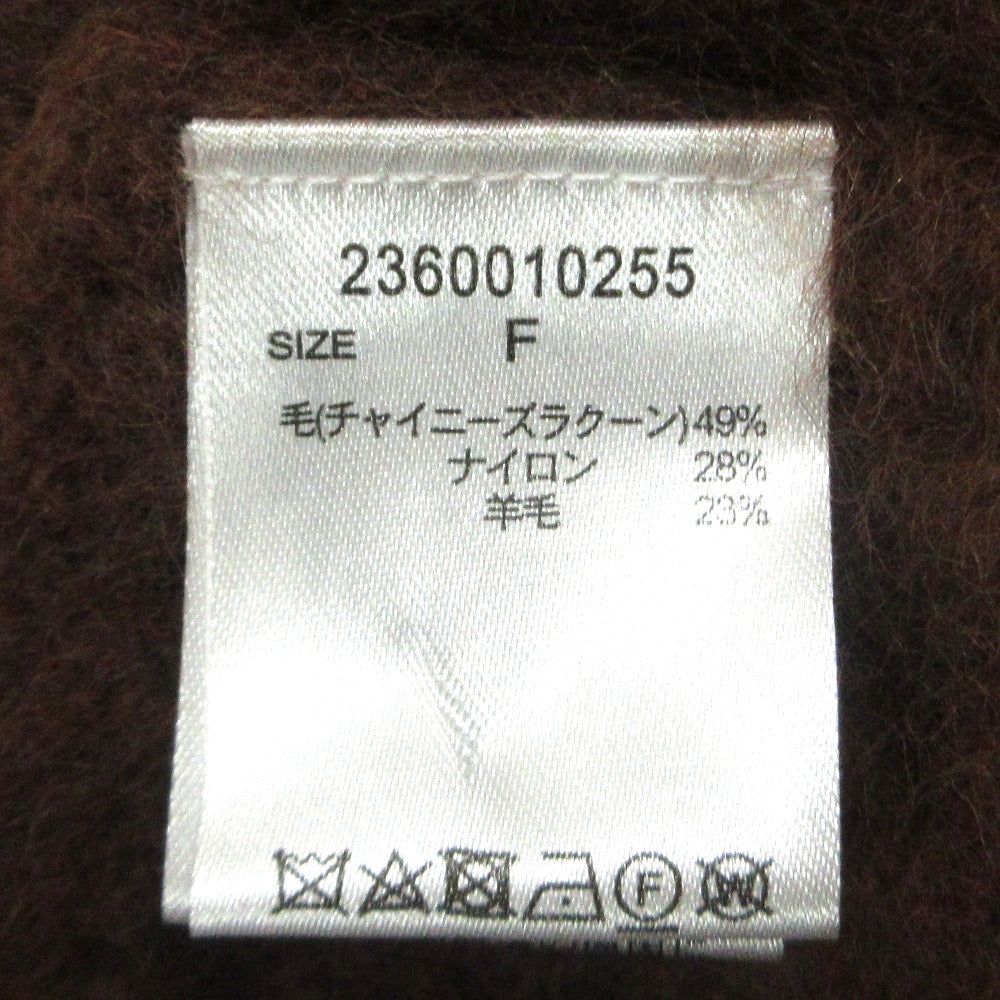 2360010255
SIZE F
毛(チャイニーズラクーン)49%
ナイロン 28%
羊毛 23%
F W